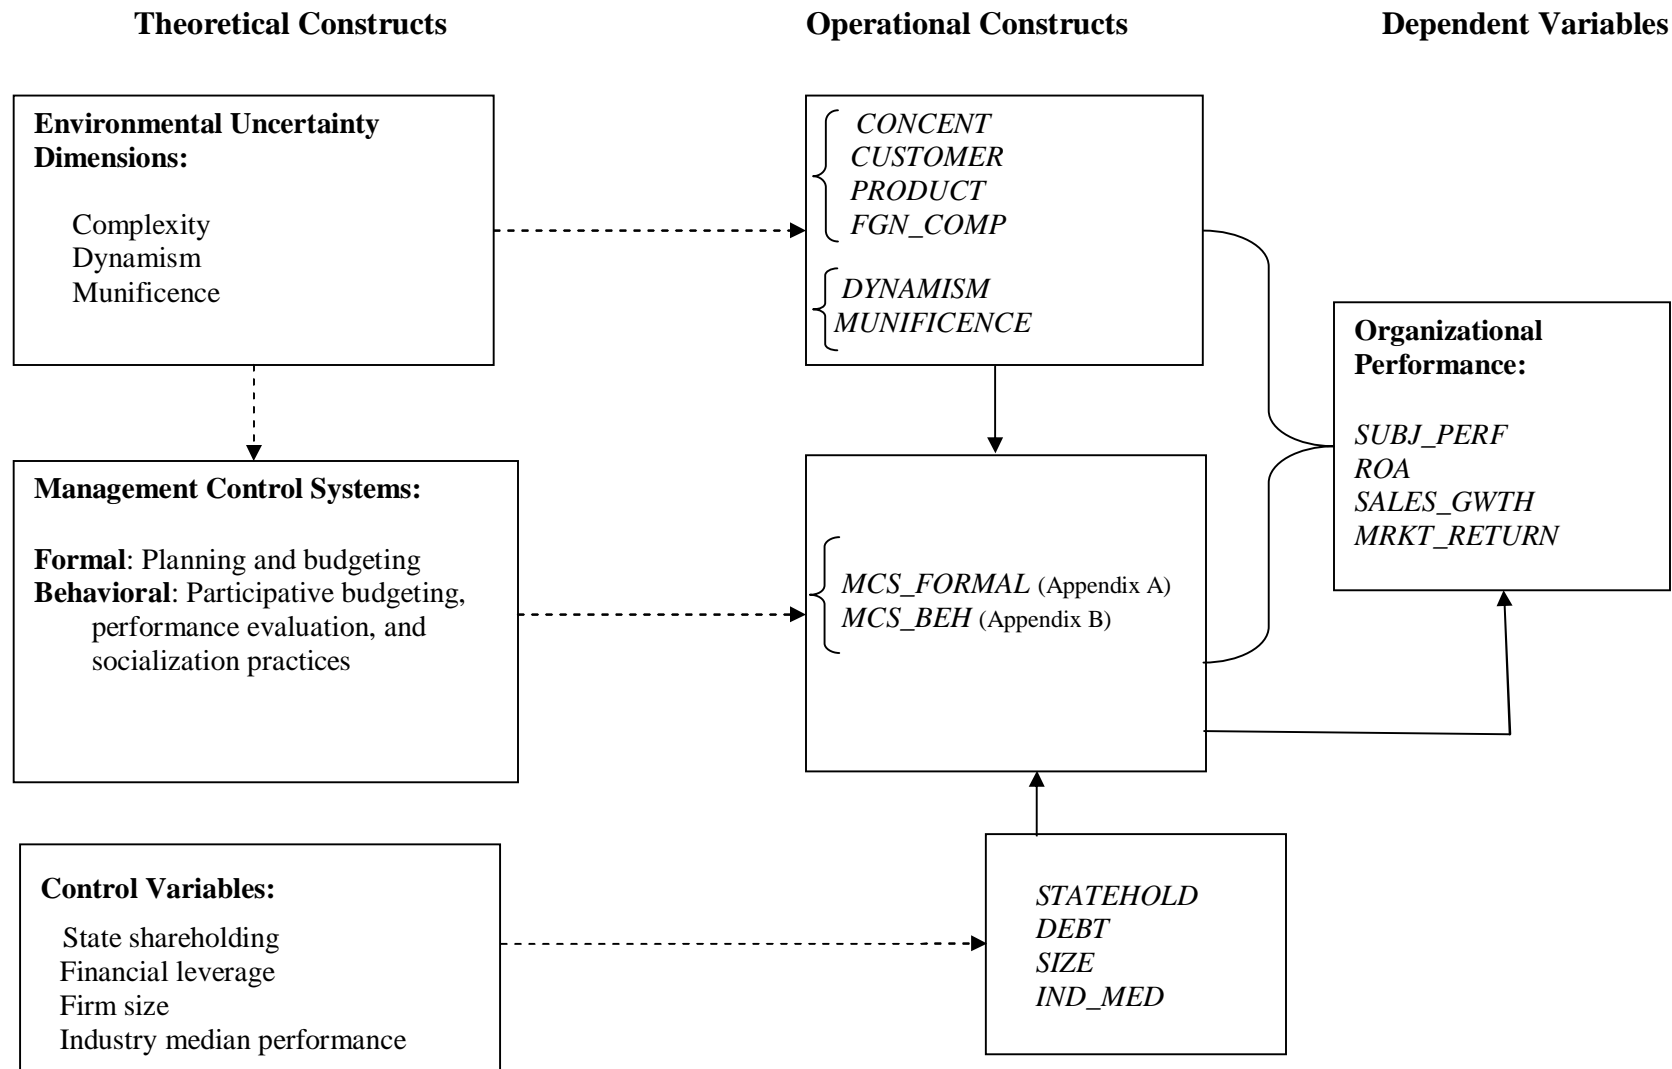 Theoretical Constructs
Operational Constructs
Dependent Variables
Environmental Uncertainty
Dimensions:
Complexity
Dynamism
Munificence
CONCENT
CUSTOMER
PRODUCT
FGN_COMP
DYNAMISM
MUNIFICENCE
Organizational
Performance:
SUBJ_PERF
ROA
SALES_GWTH
MRKT_RETURN
Management Control Systems:
Formal: Planning and budgeting
Behavioral: Participative budgeting,
performance evaluation, and
socialization practices
MCS_FORMAL (Appendix A)
MCS_BEH (Appendix B)
Control Variables:
State shareholding
Financial leverage
Firm size
Industry median performance
STATEHOLD
DEBT
SIZE
IND_MED